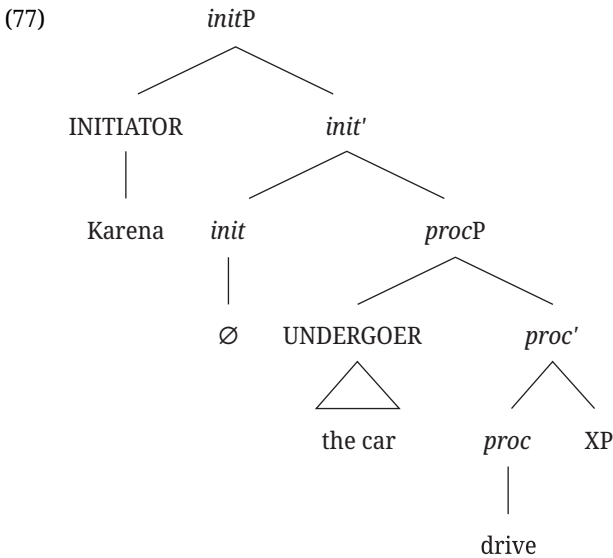 (77) initP
INITIATOR init'
Karena init procP
∅ UNDERGOER proc'
the car proc XP
drive